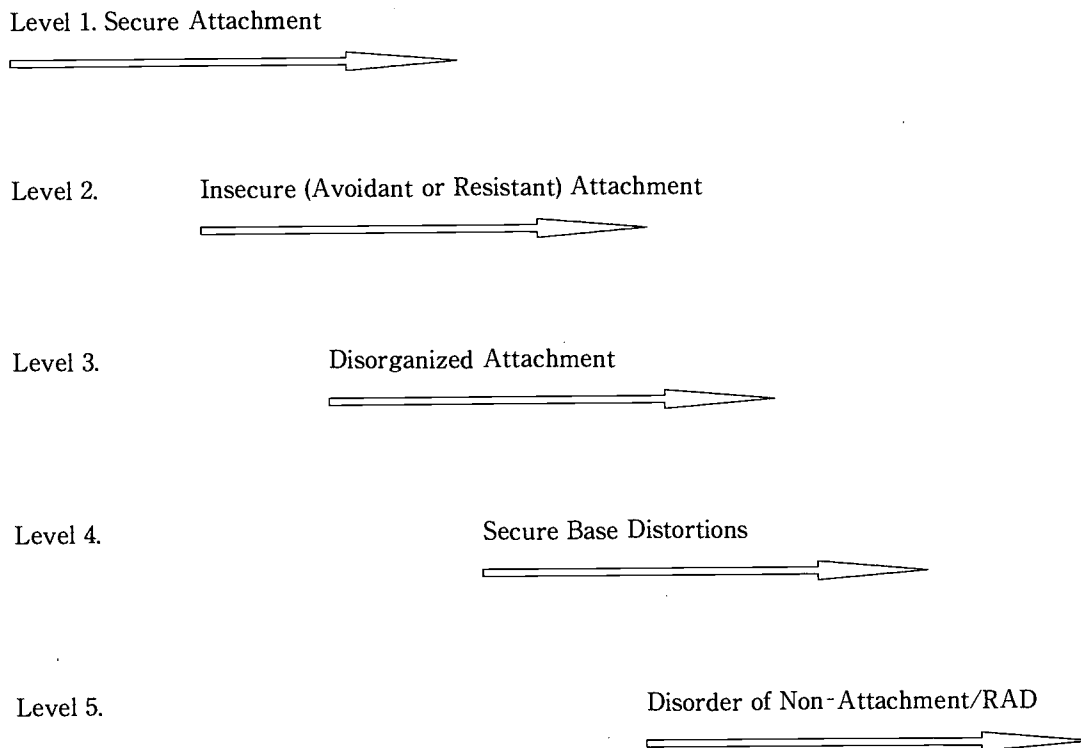 Level 1. Secure Attachment
Level 2. Insecure (Avoidant or Resistant) Attachment
Level 3. Disorganized Attachment
Level 4. Secure Base Distortions
Level 5. Disorder of Non-Attachment/RAD